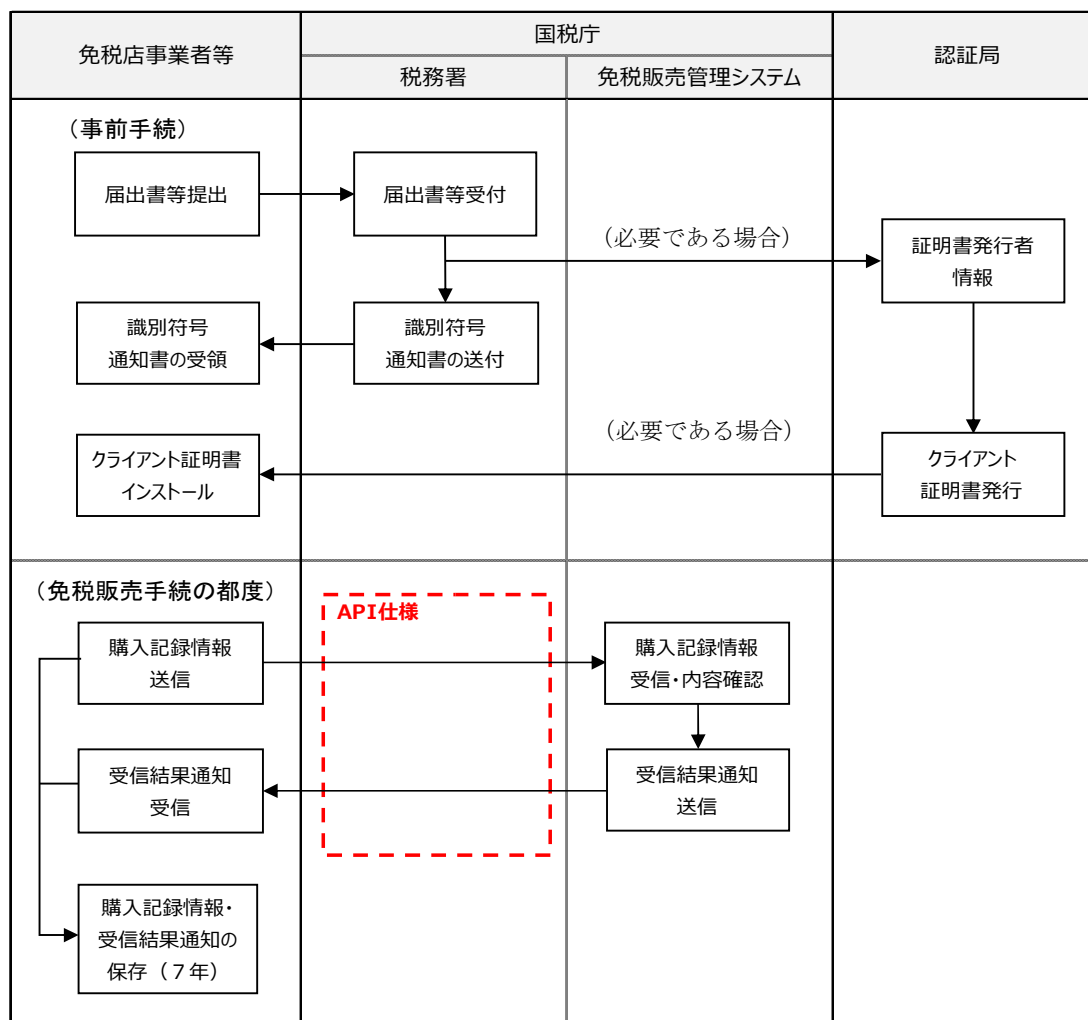 免税店事業者等
国税庁
認証局
税務署
免税販売管理システム
（事前手続）
届出書等提出
届出書等受付
（必要である場合）
証明書発行者
情報
識別符号
通知書の受領
識別符号
通知書の送付
（必要である場合）
クライアント証明書
インストール
クライアント
証明書発行
（免税販売手続の都度）
API仕様
購入記録情報
送信
購入記録情報
受信・内容確認
受信結果通知
受信
受信結果通知
送信
購入記録情報・
受信結果通知の
保存（７年）